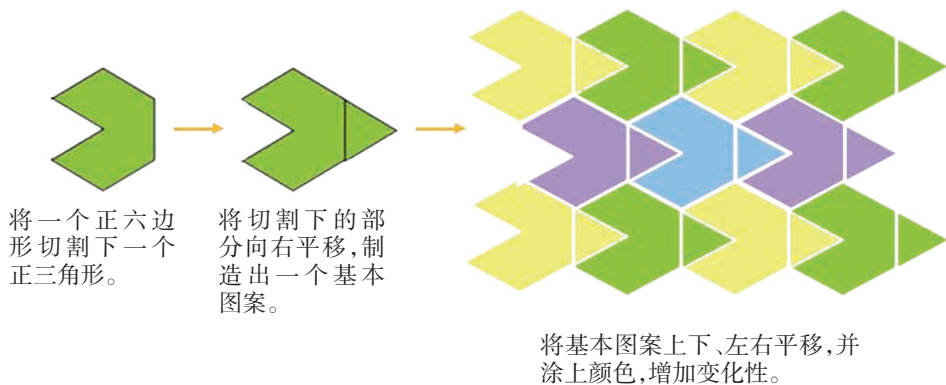 将一个正六边
形切割下一个
正三角形。
将切割下的部
分向右平移,制
造出一个基本
图案。
将基本图案上下、左右平移,并
涂上颜色,增加变化性。